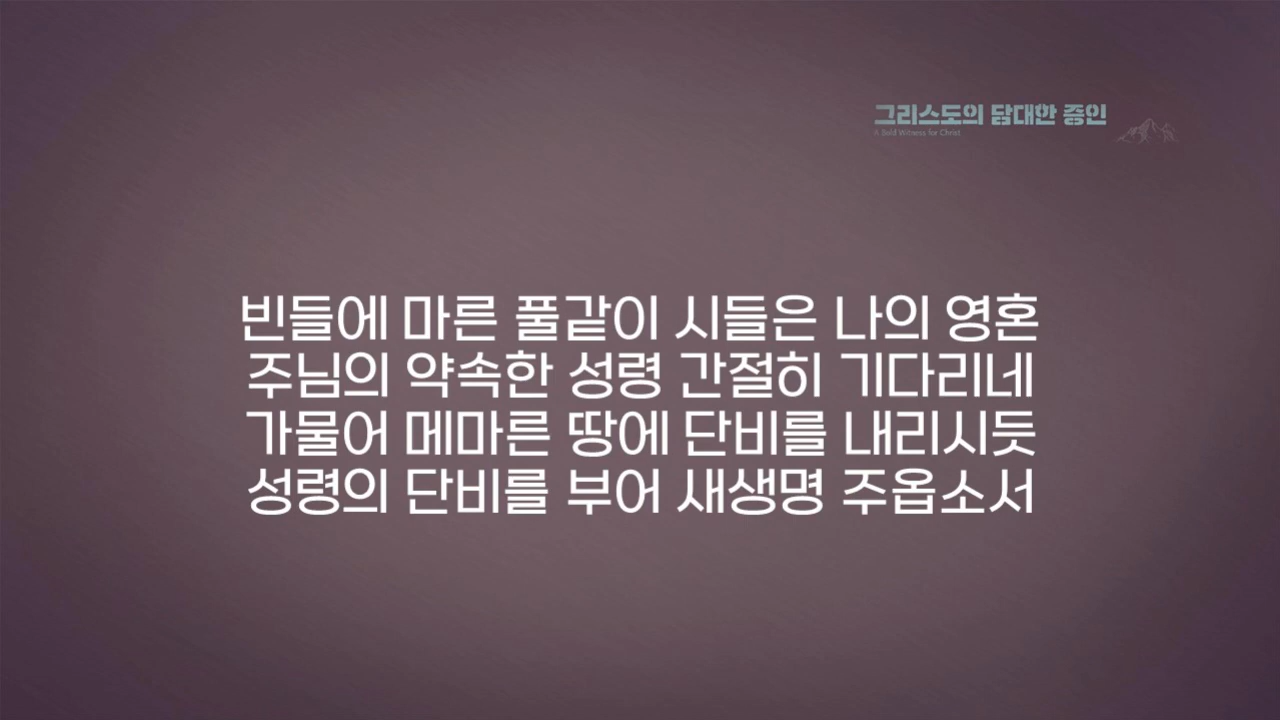 그리스도의 담대한 증인
A Bold Witness for Christ
빈들에 마른 풀같이 시들은 나의 영혼
주님의 약속한 성령 간절히 기다리네
가물어 메마른 땅에 단비를 내리시듯
성령의 단비를 부어 새생명 주옵소서